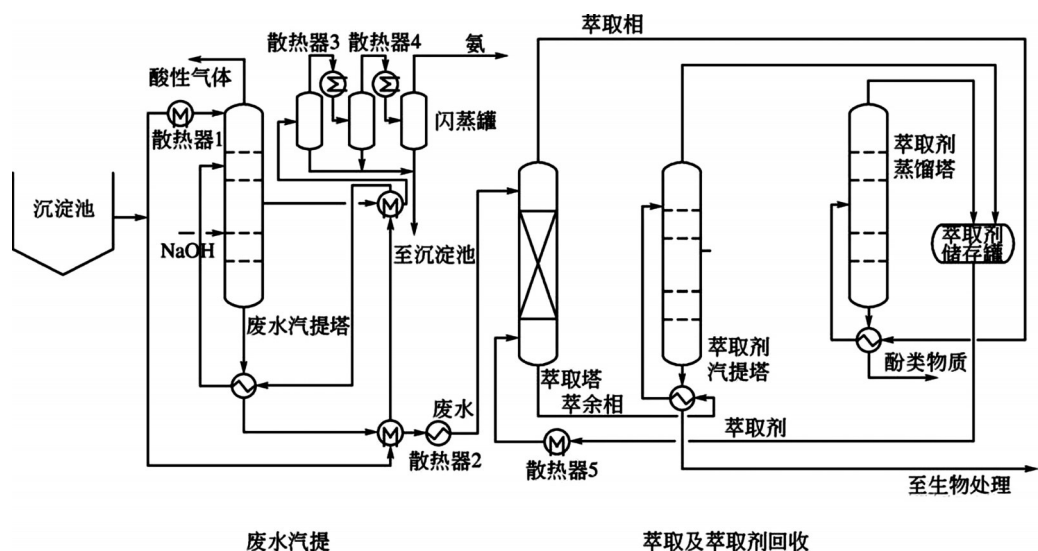 萃取相
散热器3
散热器4
氨
酸性气体
散热器1
闪蒸罐
萃取剂
蒸馏塔
沉淀池
NaOH
至沉淀池
萃取剂
储存罐
废水汽提塔
萃取剂
汽提塔
酚类物质
萃取塔
萃余相
废水
萃取剂
散热器2
散热器5
至生物处理
废水汽提
萃取及萃取剂回收